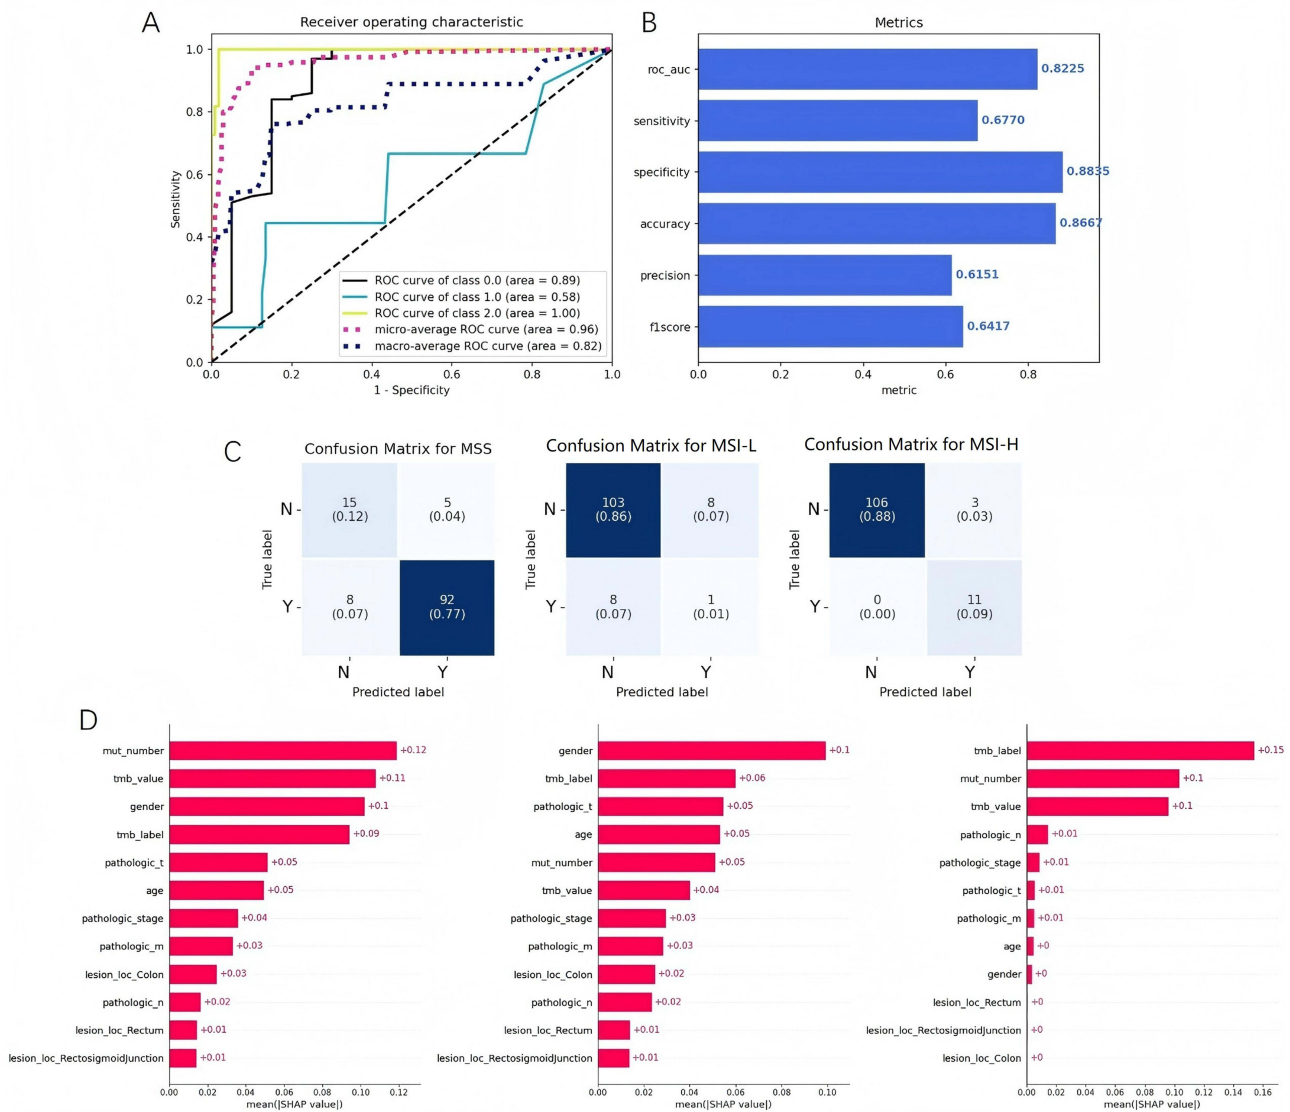 A
Receiver operating characteristic
Sensitivity
1.0
0.8
0.6
0.4
0.2
0.0
ROC curve of class 0.0 (area = 0.89)
ROC curve of class 1.0 (area = 0.58)
ROC curve of class 2.0 (area = 1.00)
micro-average ROC curve (area = 0.96)
macro-average ROC curve (area = 0.82)
0.0 0.2 0.4 0.6 0.8 1.0
1 - Specificity
B
Metrics
roc_auc 0.8225
sensitivity 0.6770
specificity 0.8835
accuracy 0.8667
precision 0.6151
f1score 0.6417
0.0 0.2 0.4 0.6 0.8
metric
C
Confusion Matrix for MSS
True label
N 15 5
(0.12) (0.04)
Y 8 92
(0.07) (0.77)
N Y
Predicted label
Confusion Matrix for MSI-L
True label
N 103 8
(0.86) (0.07)
Y 8 1
(0.07) (0.01)
N Y
Predicted label
Confusion Matrix for MSI-H
True label
N 106 3
(0.88) (0.03)
Y 0 11
(0.00) (0.09)
N Y
Predicted label
D
mut_number +0.12
tmb_value +0.11
gender +0.1
tmb_label +0.09
pathologic_t +0.05
age +0.05
pathologic_stage +0.04
pathologic_m +0.03
lesion_loc_Colon +0.03
pathologic_n +0.02
lesion_loc_Rectum +0.01
lesion_loc_RectosigmoidJunction +0.01
0.00 0.02 0.04 0.06 0.08 0.10 0.12
mean(|SHAP value|)
gender +0.1
tmb_label +0.06
pathologic_t +0.05
age +0.05
mut_number +0.05
tmb_value +0.04
pathologic_stage +0.03
pathologic_m +0.03
lesion_loc_Colon +0.02
pathologic_n +0.02
lesion_loc_Rectum +0.01
lesion_loc_RectosigmoidJunction +0.01
0.00 0.02 0.04 0.06 0.08 0.10
mean(|SHAP value|)
tmb_label +0.15
mut_number +0.1
tmb_value +0.1
pathologic_n +0.01
pathologic_stage +0.01
pathologic_t +0.01
pathologic_m +0.01
age +0
gender +0
lesion_loc_Rectum +0
lesion_loc_RectosigmoidJunction +0
lesion_loc_Colon +0
0.00 0.02 0.04 0.06 0.08 0.10 0.12 0.14 0.16
mean(|SHAP value|)